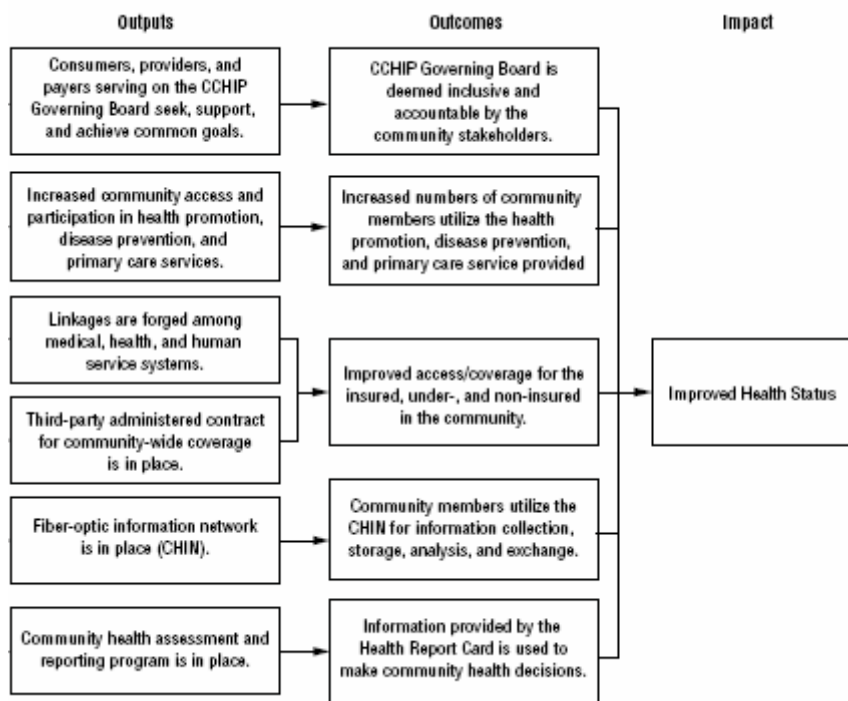 Outputs
Outcomes
Impact
Consumers, providers, and
payers serving on the CCHIP
Governing Board seek, support,
and achieve common goals.
CCHIP Governing Board is
deemed inclusive and
accountable by the
community stakeholders.
Increased community access and
participation in health promotion,
disease prevention, and
primary care services.
Increased numbers of community
members utilize the health
promotion, disease prevention,
and primary care service provided
Linkages are forged among
medical, health, and human
service systems.
Third-party administered contract
for community-wide coverage
is in place.
Improved access/coverage for the
insured, under-, and non-insured
in the community.
Improved Health Status
Fiber-optic information network
is in place (CHIN).
Community members utilize the
CHIN for information collection,
storage, analysis, and exchange.
Community health assessment and
reporting program is in place.
Information provided by the
Health Report Card is used to
make community health decisions.